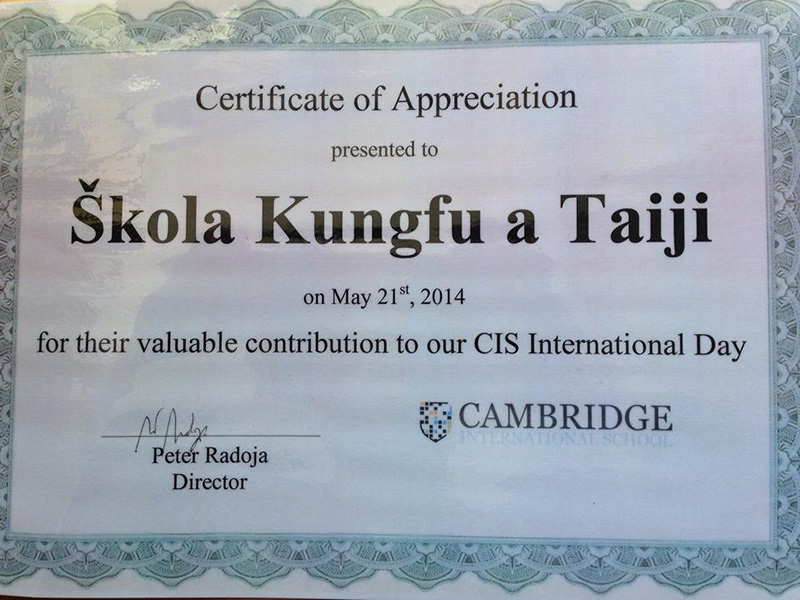 Certificate of Appreciation
presented to
Škola Kungfu a Taiji
on May 21st, 2014
for their valuable contribution to our CIS International Day
CAMBRIDGE
INTERNATIONAL SCHOOL
Peter Radoja
Director